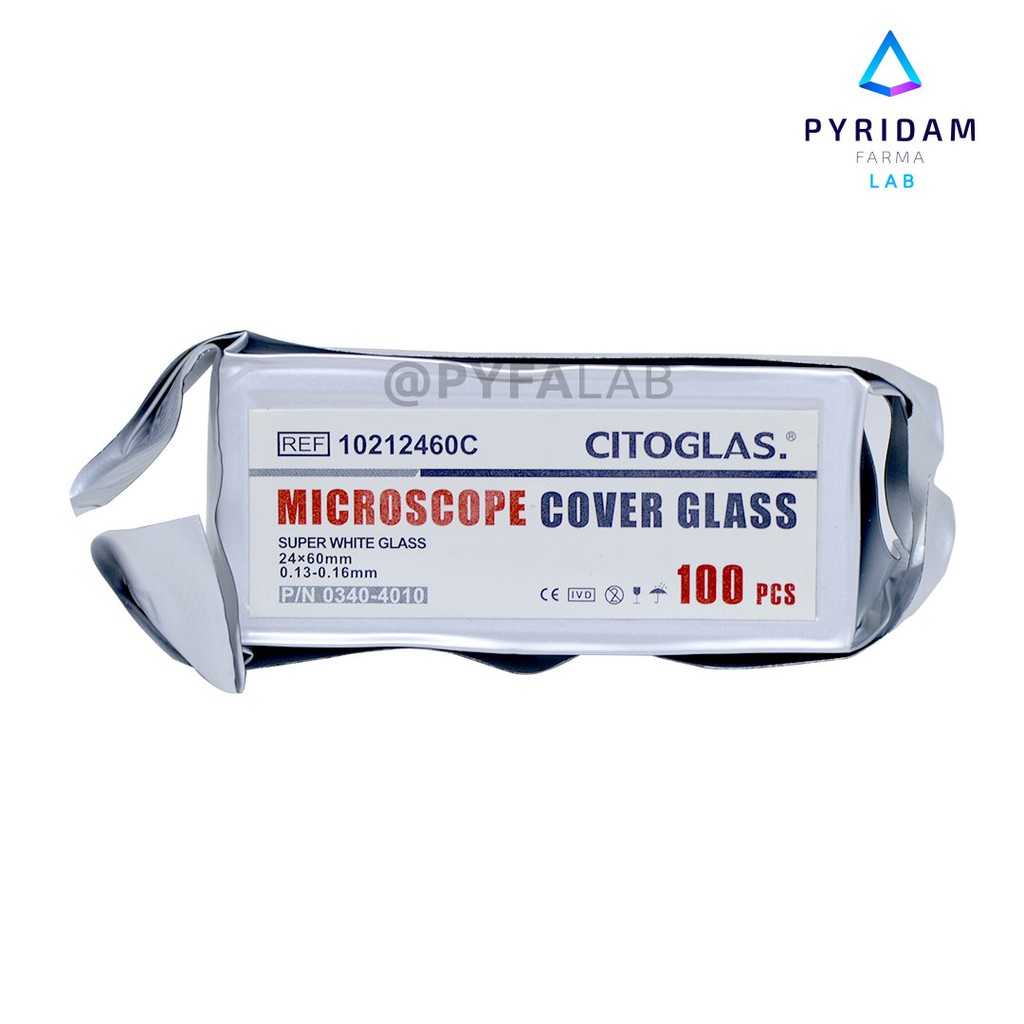 PYRIDAM
FARMA
LAB
@PYFALAB
REF 10212460C
CITOGLAS.®
MICROSCOPE COVER GLASS
SUPER WHITE GLASS
24×60mm
0.13-0.16mm
P/N 0340-4010
CE IVD 2 100 PCS